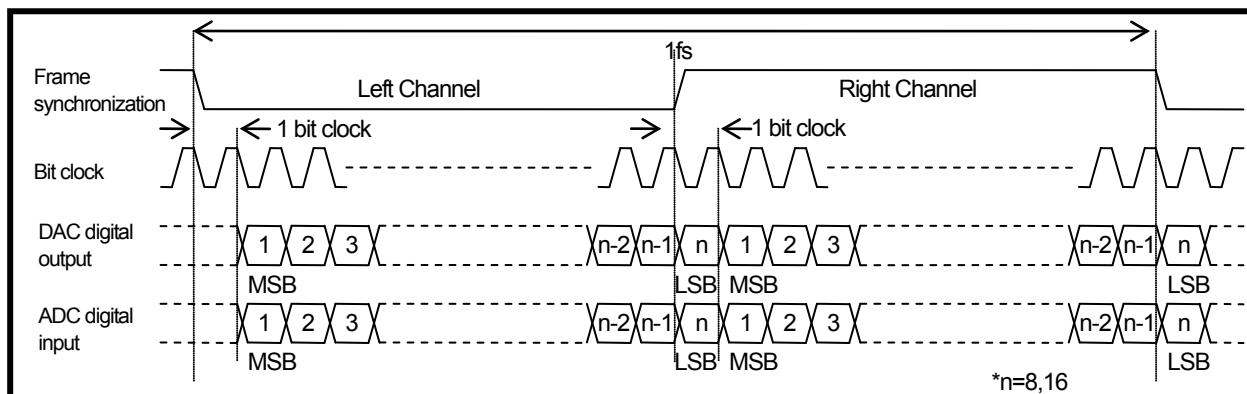 1fs
Frame
synchronization
Left Channel
Right Channel
1 bit clock
1 bit clock
Bit clock
DAC digital
output
1 2 3 n-2 n-1 n 1 2 3 n-2 n-1 n
MSB LSB MSB LSB
ADC digital
input
1 2 3 n-2 n-1 n 1 2 3 n-2 n-1 n
MSB LSB MSB LSB
*n=8,16